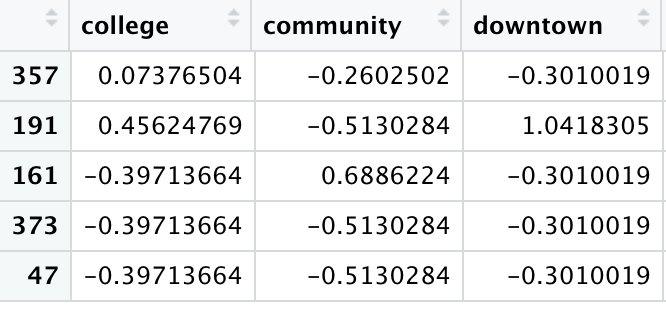 college community downtown
357 0.07376504 −0.2602502 −0.3010019
191 0.45624769 −0.5130284 1.0418305
161 −0.39713664 0.6886224 −0.3010019
373 −0.39713664 −0.5130284 −0.3010019
47 −0.39713664 −0.5130284 −0.3010019